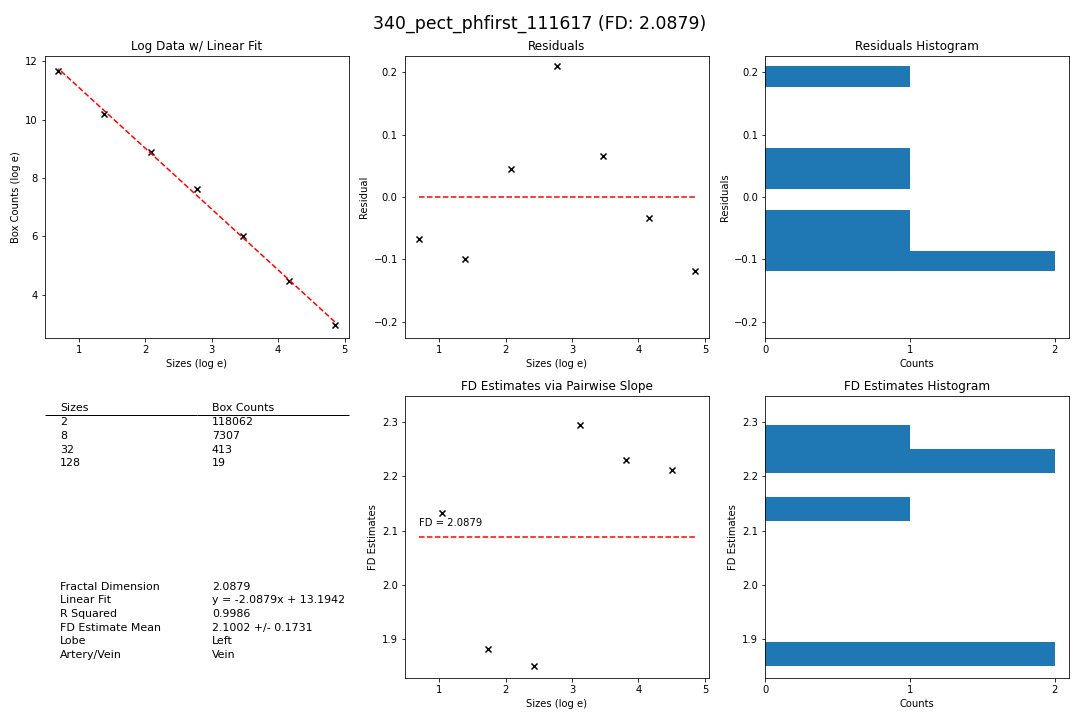 340_pect_phfirst_111617 (FD: 2.0879)
Log Data w/ Linear Fit
Box Counts (log e)
12
10
8
6
4
1 2 3 4 5
Sizes (log e)
Residuals
Residual
0.2
0.1
0.0
−0.1
−0.2
1 2 3 4 5
Sizes (log e)
Residuals Histogram
Residuals
0.2
0.1
0.0
−0.1
−0.2
0 1 2
Counts
Sizes Box Counts
2 118062
8 7307
32 413
128 19
Fractal Dimension 2.0879
Linear Fit y = -2.0879x + 13.1942
R Squared 0.9986
FD Estimate Mean 2.1002 +/- 0.1731
Lobe Left
Artery/Vein Vein
FD Estimates via Pairwise Slope
FD Estimates
2.3
2.2
2.1
2.0
1.9
FD = 2.0879
1 2 3 4 5
Sizes (log e)
FD Estimates Histogram
FD Estimates
2.3
2.2
2.1
2.0
1.9
0 1 2
Counts